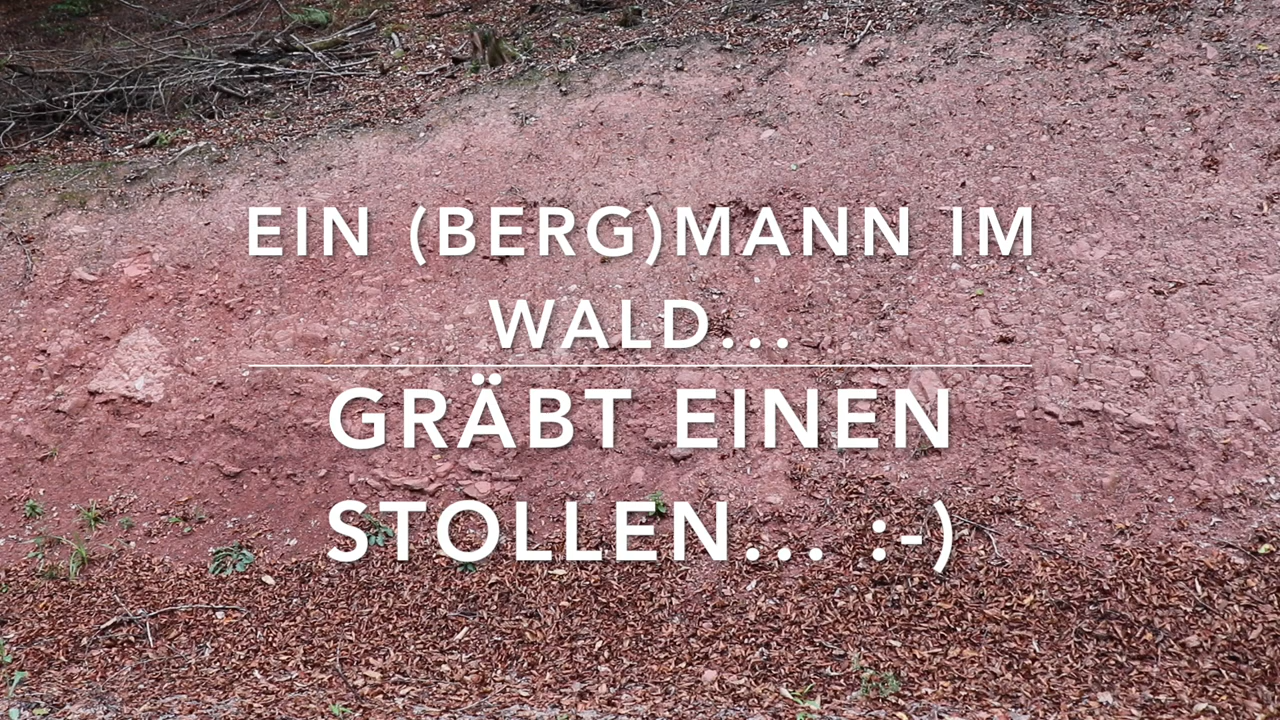 EIN (BERG)MANN IM
WALD...
GRÄBT EINEN
STOLLEN... :-)